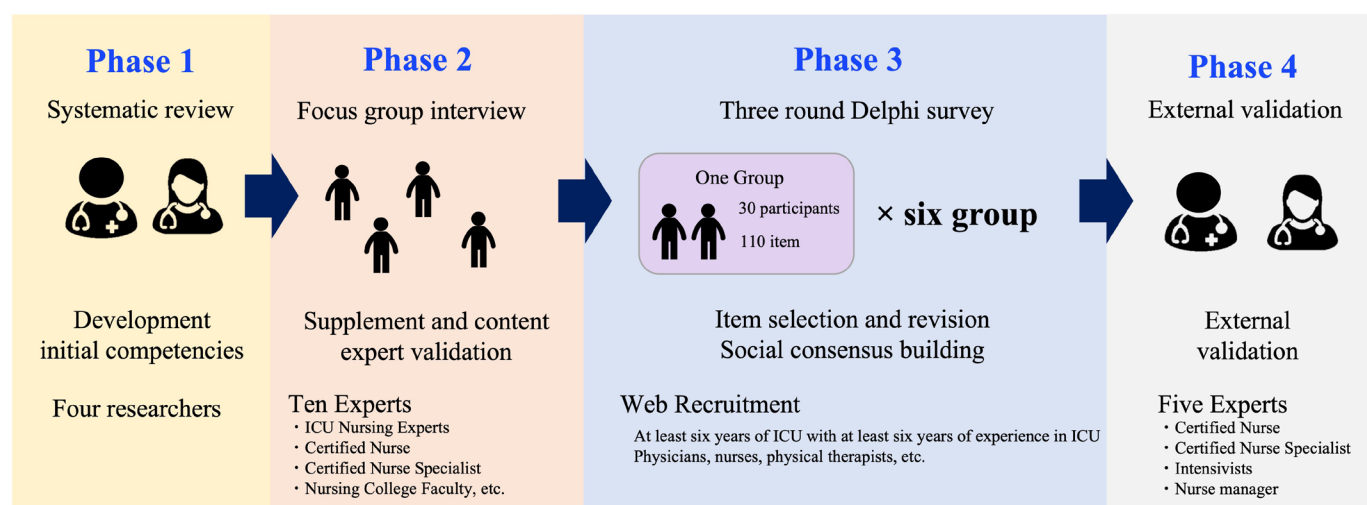 Phase 1
Systematic review
Development
initial competencies
Four researchers
Phase 2
Focus group interview
Supplement and content
expert validation
Ten Experts
・ICU Nursing Experts
・Certified Nurse
・Certified Nurse Specialist
・Nursing College Faculty, etc.
Phase 3
Three round Delphi survey
One Group
30 participants
110 item
× six group
Item selection and revision
Social consensus building
Web Recruitment
At least six years of ICU with at least six years of experience in ICU
Physicians, nurses, physical therapists, etc.
Phase 4
External validation
External
validation
Five Experts
・Certified Nurse
・Certified Nurse Specialist
・Intensivists
・Nurse manager